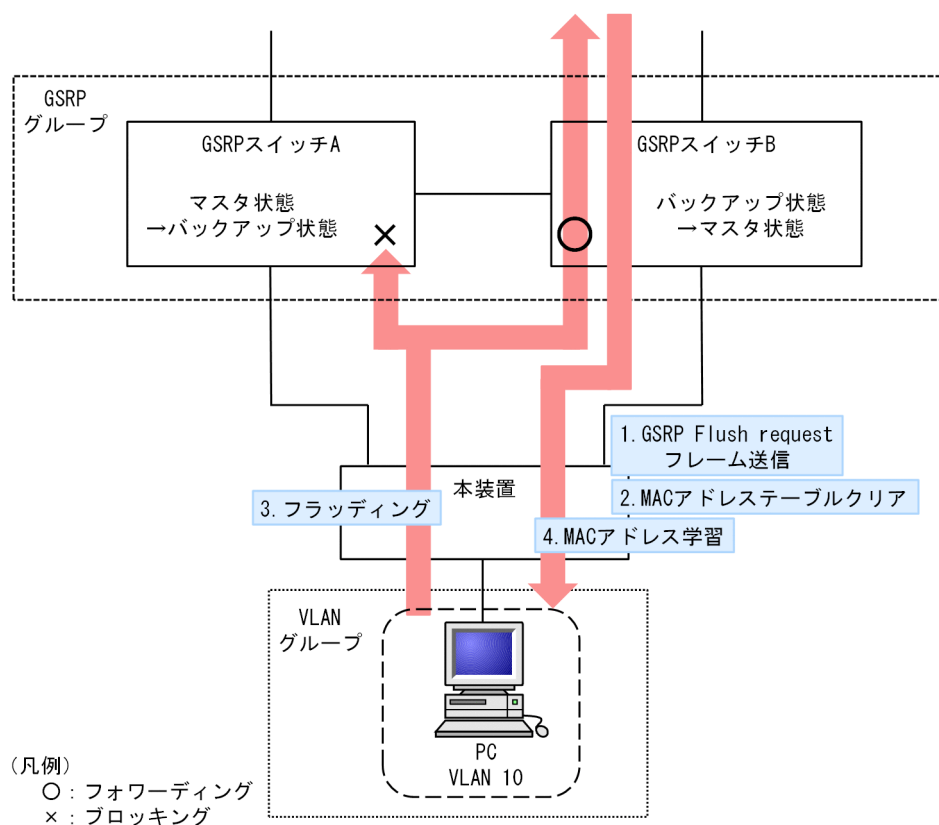 GSRP
グループ
GSRPスイッチA
マスタ状態
→バックアップ状態
×
GSRPスイッチB
バックアップ状態
→マスタ状態
1.GSRP Flush request
フレーム送信
本装置
2.MACアドレステーブルクリア
3.フラッディング
4.MACアドレス学習
VLAN
グループ
PC
VLAN 10
(凡例)
○：フォワーディング
×：ブロッキング